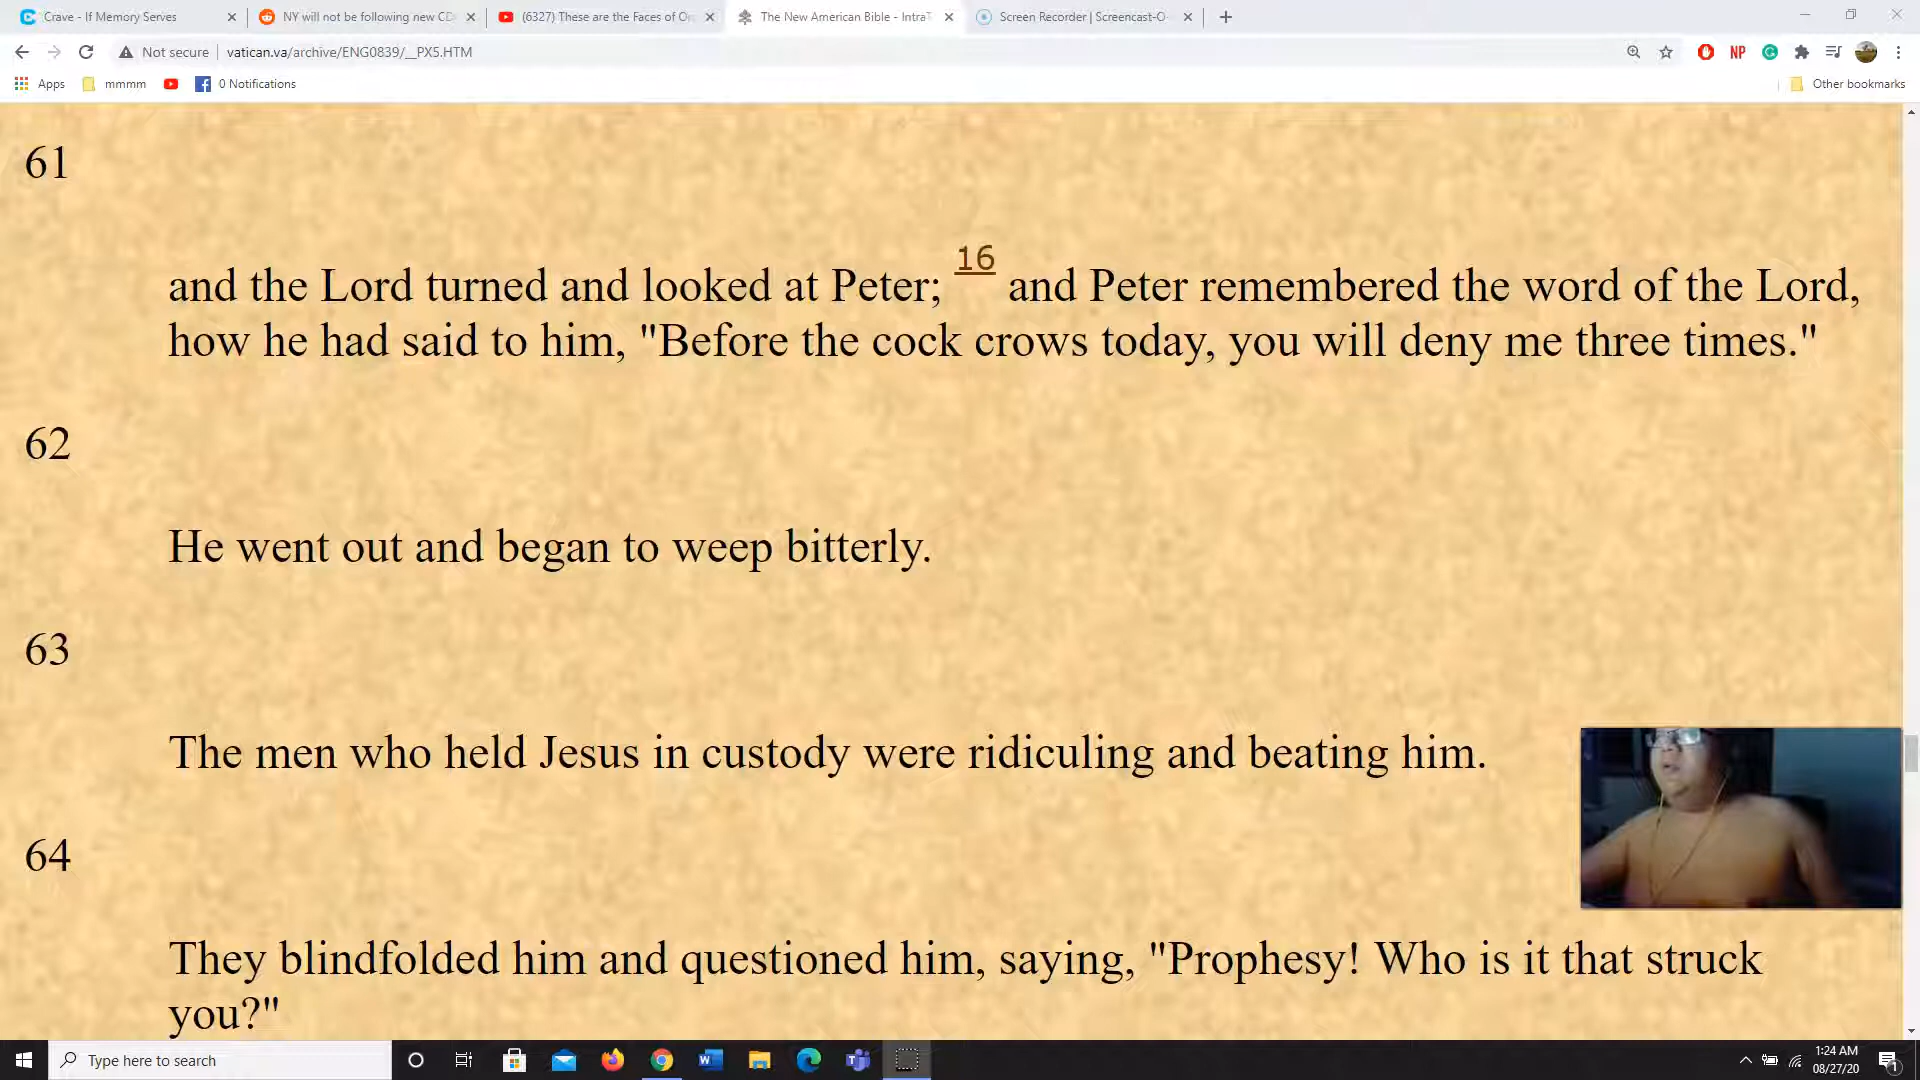 Crave - If Memory Serves
NY will not be following new CD
(6327) These are the Faces of O
The New American Bible - IntraT
Screen Recorder | Screencast-O-
Not secure
vatican.va/archive/ENG0839/__PX5.HTM
NP
Apps
mmmm
0 Notifications
Other bookmarks
61
and the Lord turned and looked at Peter; 16 and Peter remembered the word of the Lord,
how he had said to him, "Before the cock crows today, you will deny me three times."
62
He went out and began to weep bitterly.
63
The men who held Jesus in custody were ridiculing and beating him.
64
They blindfolded him and questioned him, saying, "Prophesy! Who is it that struck
you?"
Type here to search
1:24 AM
08/27/20
1